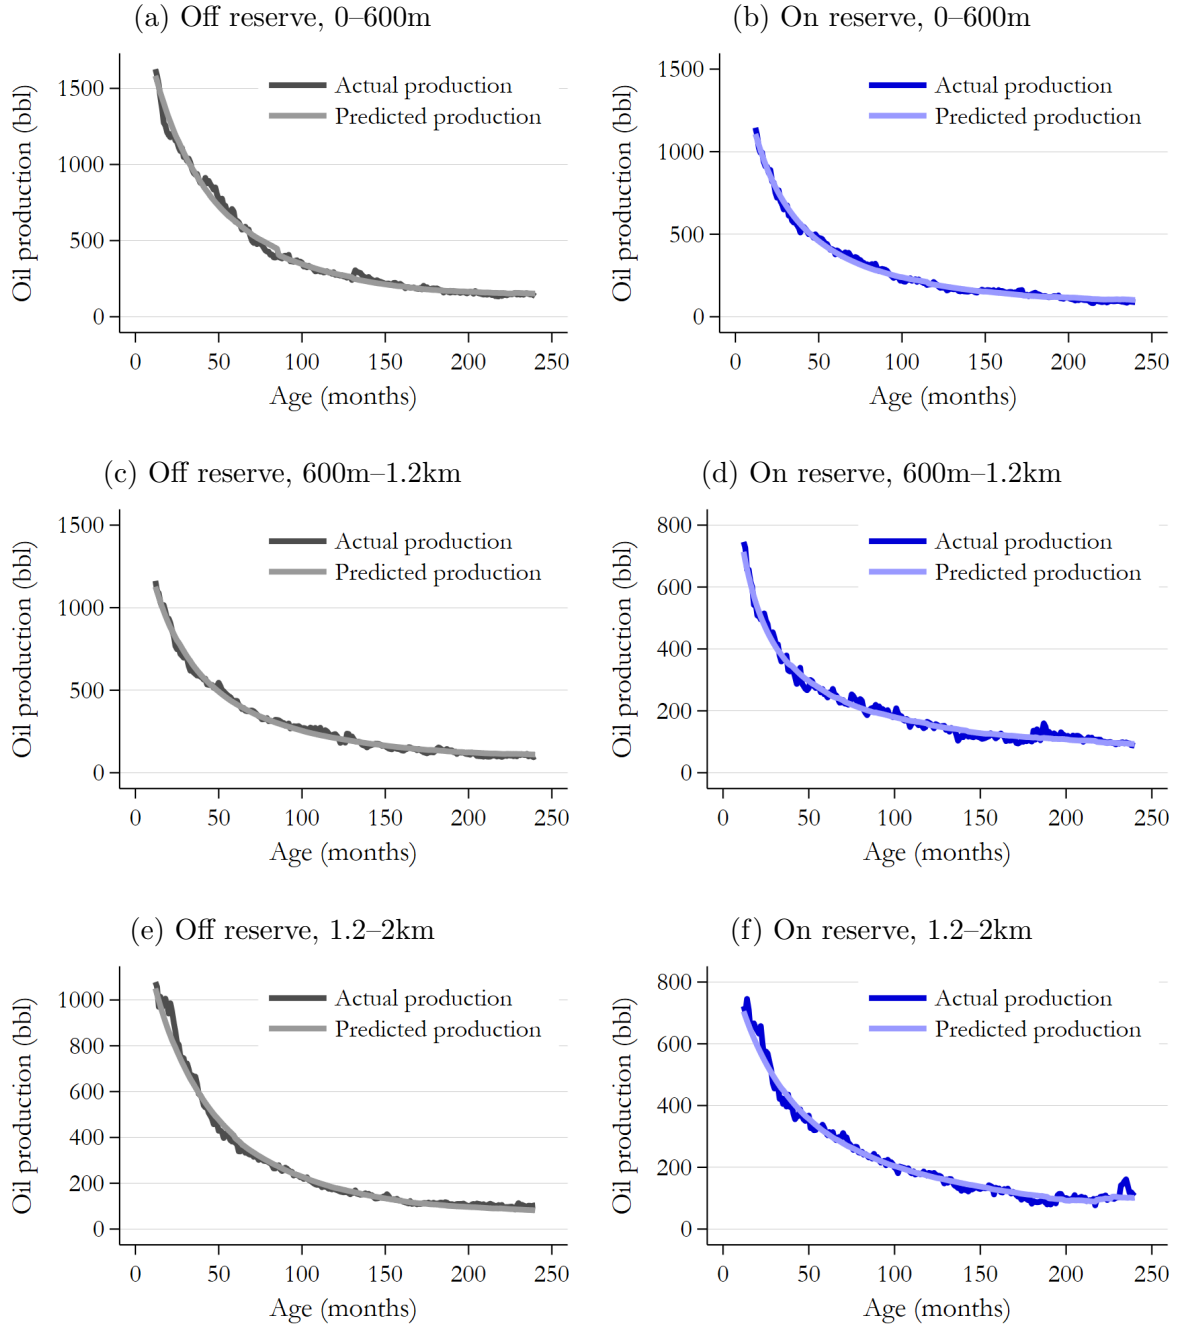 (a) Off reserve, 0–600m
Oil production (bbl)
1500
1000
500
0
Actual production
Predicted production
0 50 100 150 200 250
Age (months)
(b) On reserve, 0–600m
Oil production (bbl)
1500
1000
500
0
Actual production
Predicted production
0 50 100 150 200 250
Age (months)
(c) Off reserve, 600m–1.2km
Oil production (bbl)
1500
1000
500
0
Actual production
Predicted production
0 50 100 150 200 250
Age (months)
(d) On reserve, 600m–1.2km
Oil production (bbl)
800
600
400
200
0
Actual production
Predicted production
0 50 100 150 200 250
Age (months)
(e) Off reserve, 1.2–2km
Oil production (bbl)
1000
800
600
400
200
0
Actual production
Predicted production
0 50 100 150 200 250
Age (months)
(f) On reserve, 1.2–2km
Oil production (bbl)
800
600
400
200
0
Actual production
Predicted production
0 50 100 150 200 250
Age (months)